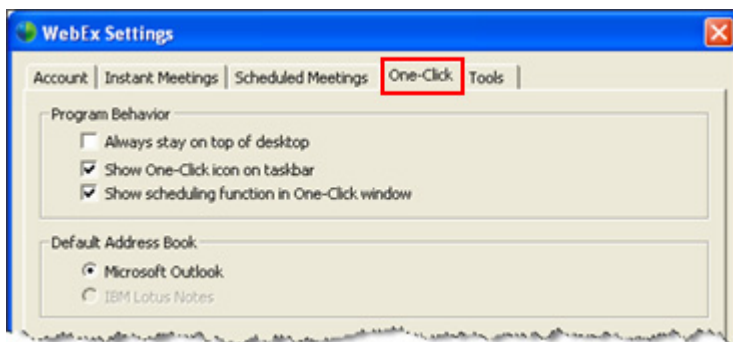 WebEx Settings
Account Instant Meetings Scheduled Meetings One-Click Tools
Program Behavior
Always stay on top of desktop
Show One-Click icon on taskbar
Show scheduling function in One-Click window
Default Address Book
Microsoft Outlook
IBM Lotus Notes